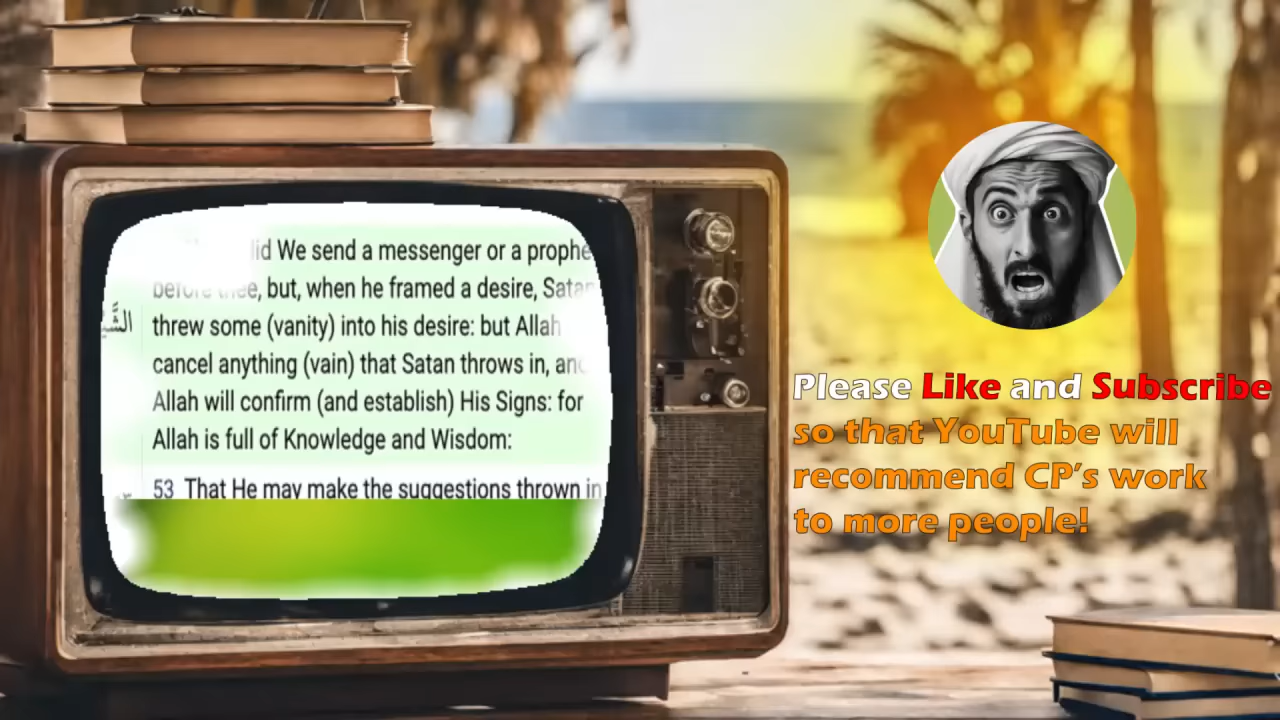 lid We send a messenger or a prophe
before thee, but, when he framed a desire, Satan
threw some (vanity) into his desire: but Allah
cancel anything (vain) that Satan throws in, and
Allah will confirm (and establish) His Signs: for
Allah is full of Knowledge and Wisdom:
53 That He may make the suggestions thrown in
Please Like and Subscribe
so that YouTube will
recommend CP's work
to more people!